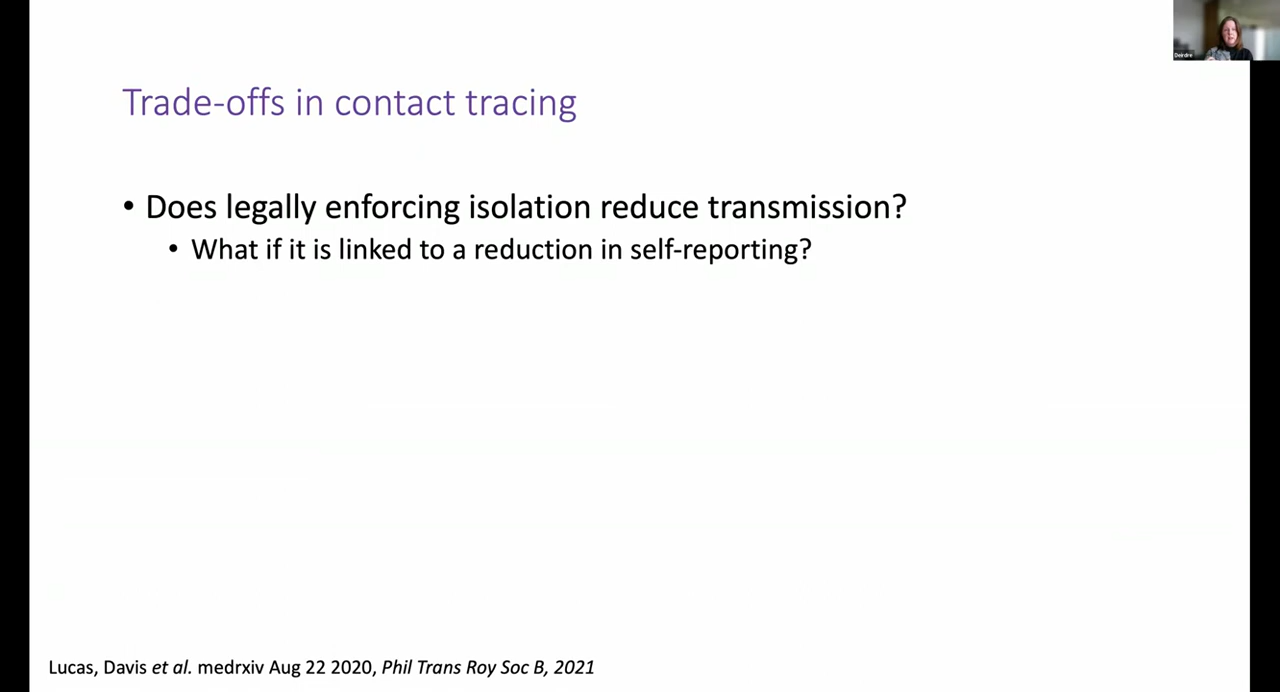 Deirdre
Trade-offs in contact tracing
• Does legally enforcing isolation reduce transmission?
• What if it is linked to a reduction in self-reporting?
Lucas, Davis et al. medrxiv Aug 22 2020, Phil Trans Roy Soc B, 2021